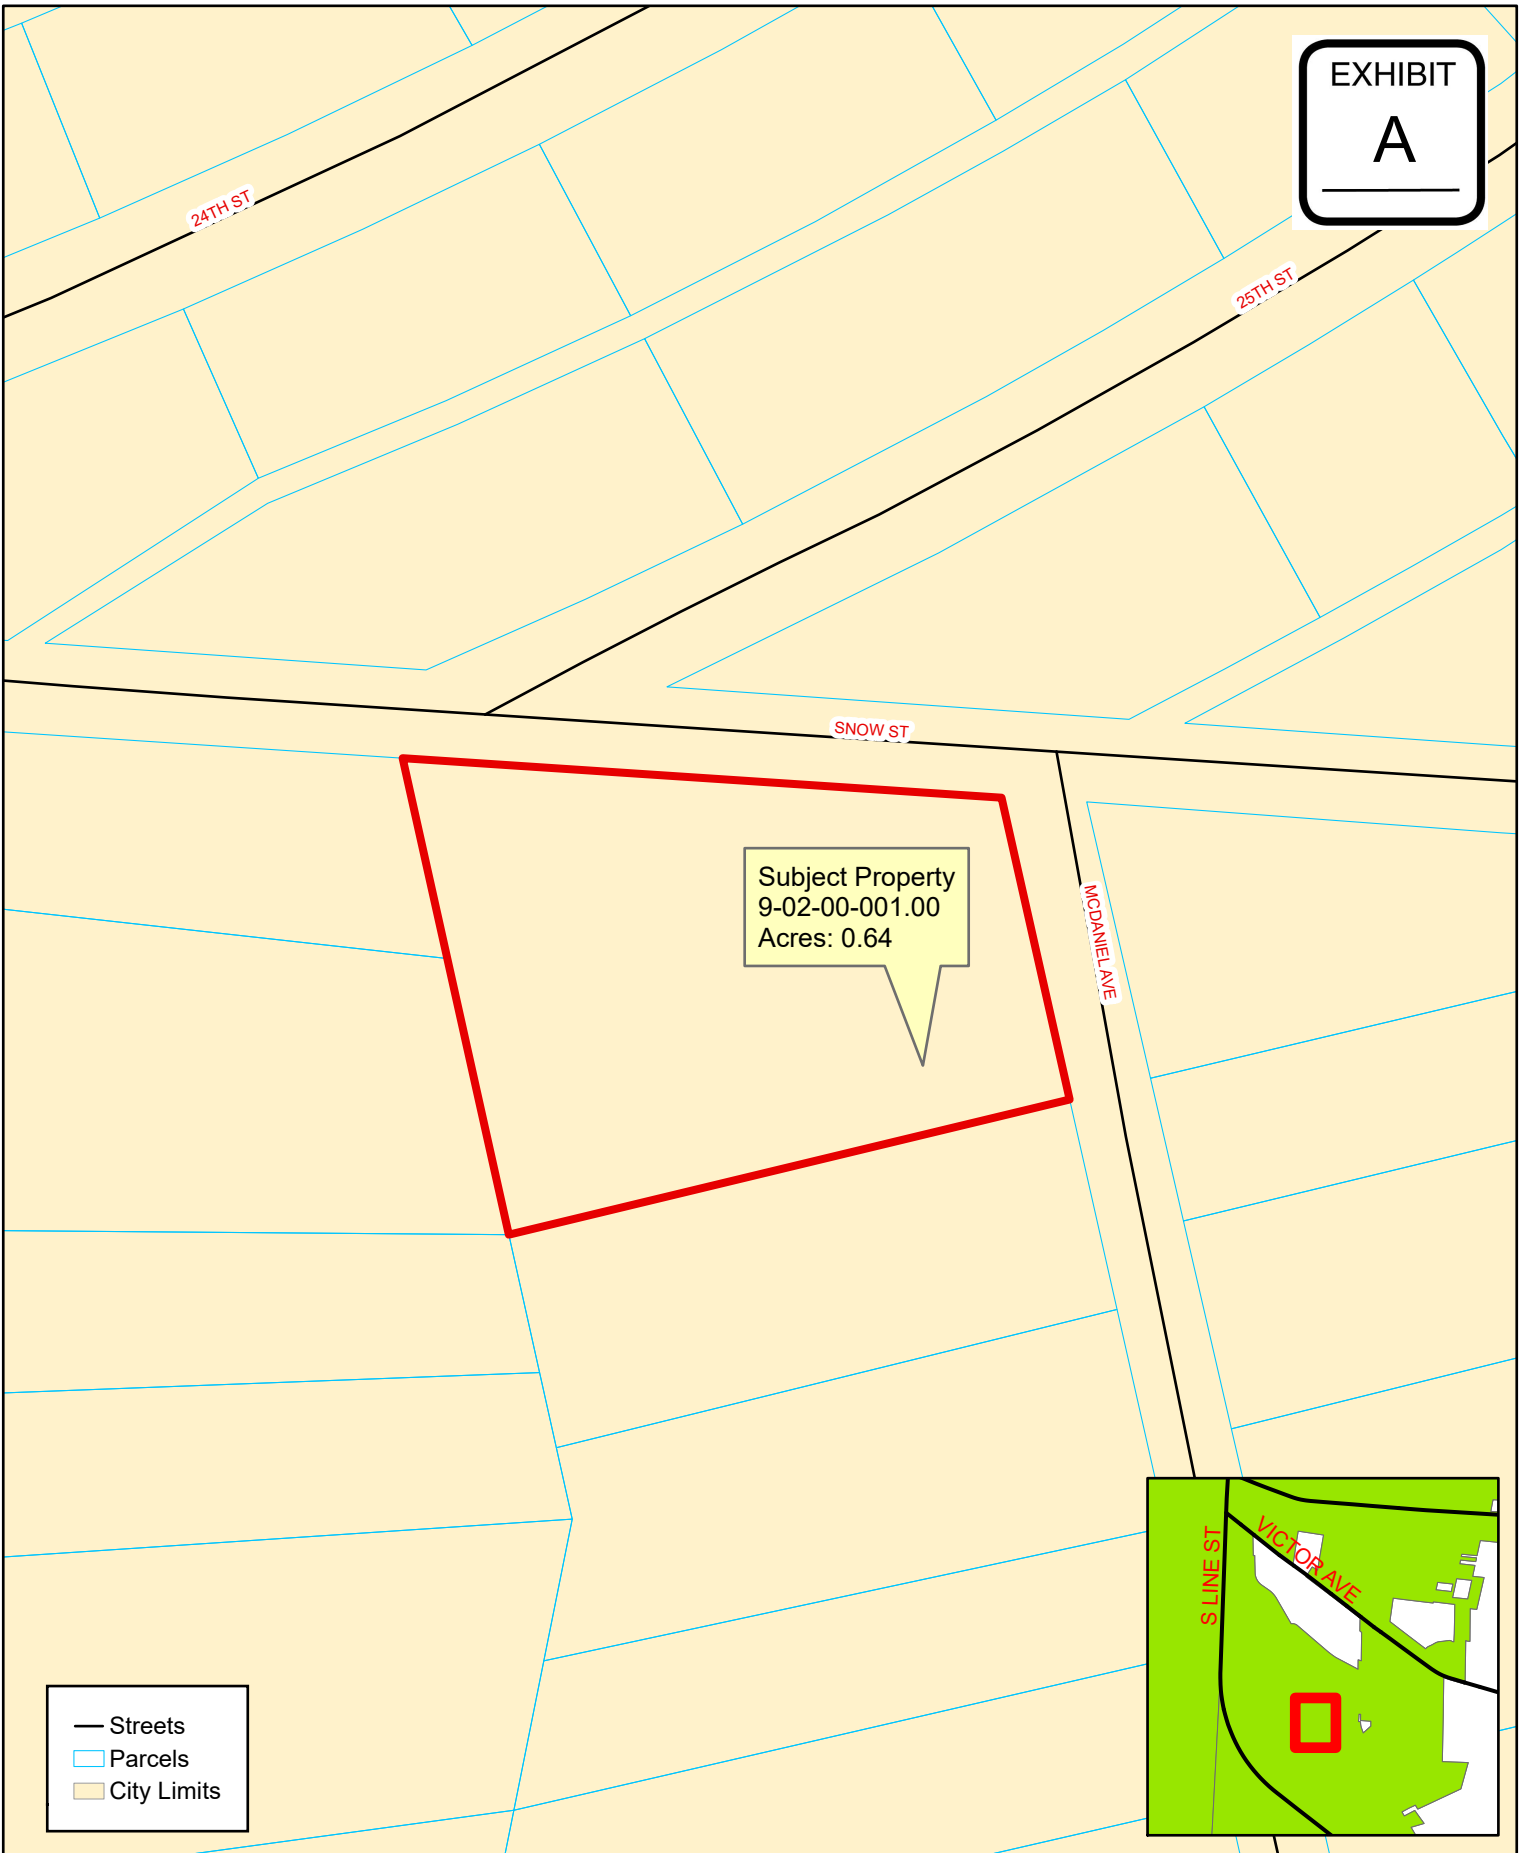 EXHIBIT
A
24TH ST
25TH ST
SNOW ST
Subject Property
9-02-00-001.00
Acres: 0.64
MCDANIEL AVE
S LINE ST
VICTOR AVE
Streets
Parcels
City Limits